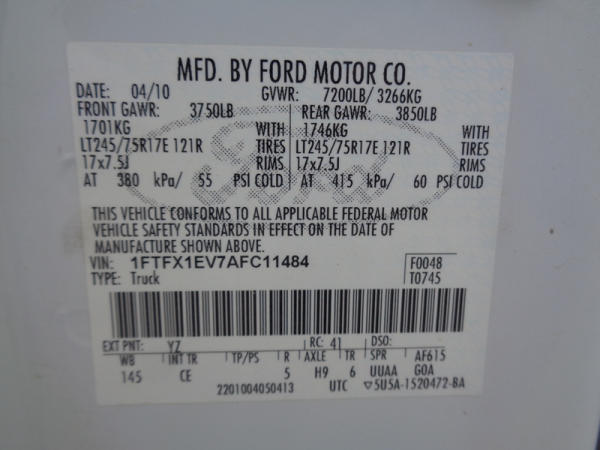 MFD. BY FORD MOTOR CO.
DATE: 04/10 GVWR: 7200LB/ 3266KG
FRONT GAWR: 3750LB REAR GAWR: 3850LB
1701KG WITH 1746KG WITH
LT245/75R17E 121R TIRES LT245/75R17E 121R TIRES
17x7.5J RIMS 17x7.5J RIMS
AT 380 kPa/ 55 PSI COLD AT 415 kPa/ 60 PSI COLD
THIS VEHICLE CONFORMS TO ALL APPLICABLE FEDERAL MOTOR
VEHICLE SAFETY STANDARDS IN EFFECT ON THE DATE OF
MANUFACTURE SHOWN ABOVE.
VIN: 1FTFX1EV7AFC11484 F0048
TYPE: Truck T0745
EXT PNT: YZ RC: 41 DSO:
WB INT TR TP/PS R AXLE TR SPR AF615
145 CE 5 H9 6 UUAA G0A
2201004050413 UTC ▽5U5A-1520472-BA